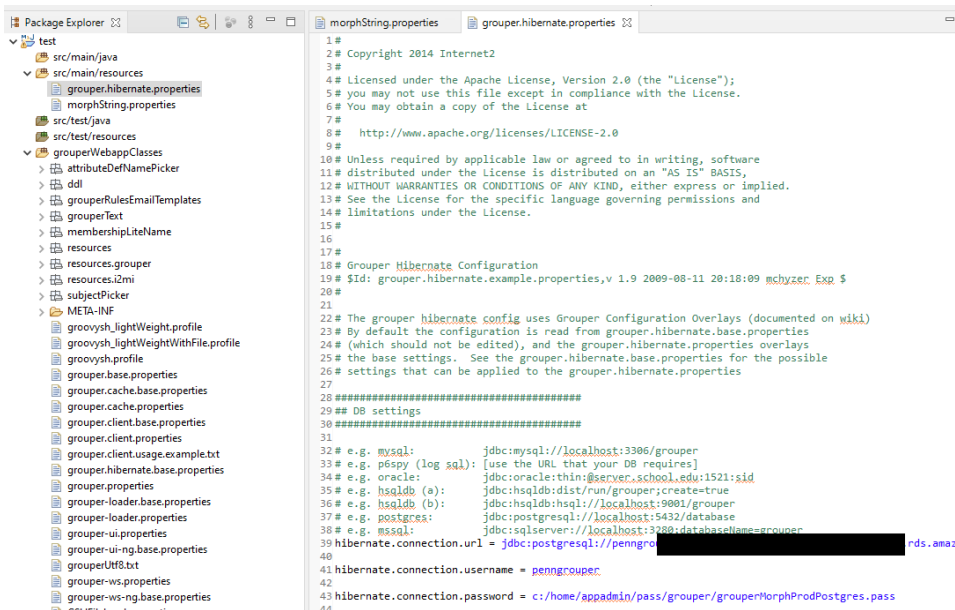 Package Explorer
test
src/main/java
src/main/resources
grouper.hibernate.properties
morphString.properties
src/test/java
src/test/resources
grouperWebappClasses
attributeDefNamePicker
ddl
grouperRulesEmailTemplates
grouperText
membershipLiteName
resources
resources.grouper
resources.i2mi
subjectPicker
META-INF
groovysh_lightWeight.profile
groovysh_lightWeightWithFile.profile
groovysh.profile
grouper.base.properties
grouper.cache.base.properties
grouper.cache.properties
grouper.client.base.properties
grouper.client.properties
grouper.client.usage.example.txt
grouper.hibernate.base.properties
grouper.properties
grouper-loader.base.properties
grouper-loader.properties
grouper-ui.properties
grouper-ui-ng.base.properties
grouperUtf8.txt
grouper-ws.properties
grouper-ws-ng.base.properties
morphString.properties grouper.hibernate.properties
1 #
2 # Copyright 2014 Internet2
3 #
4 # Licensed under the Apache License, Version 2.0 (the "License");
5 # you may not use this file except in compliance with the License.
6 # You may obtain a copy of the License at
7 #
8 #   http://www.apache.org/licenses/LICENSE-2.0
9 #
10 # Unless required by applicable law or agreed to in writing, software
11 # distributed under the License is distributed on an "AS IS" BASIS,
12 # WITHOUT WARRANTIES OR CONDITIONS OF ANY KIND, either express or implied.
13 # See the License for the specific language governing permissions and
14 # limitations under the License.
15 #
16
17 #
18 # Grouper Hibernate Configuration
19 # $Id: grouper.hibernate.example.properties,v 1.9 2009-08-11 20:18:09 mchyzer Exp $
20 #
21
22 # The grouper hibernate config uses Grouper Configuration Overlays (documented on wiki)
23 # By default the configuration is read from grouper.hibernate.base.properties
24 # (which should not be edited), and the grouper.hibernate.properties overlays
25 # the base settings.  See the grouper.hibernate.base.properties for the possible
26 # settings that can be applied to the grouper.hibernate.properties
27
28 ########################################
29 ## DB settings
30 ########################################
31
32 # e.g. mysql:           jdbc:mysql://localhost:3306/grouper
33 # e.g. p6spy (log sql): [use the URL that your DB requires]
34 # e.g. oracle:          jdbc:oracle:thin:@server.school.edu:1521:sid
35 # e.g. hsqldb (a):      jdbc:hsqldb:dist/run/grouper;create=true
36 # e.g. hsqldb (b):      jdbc:hsqldb:hsql://localhost:9001/grouper
37 # e.g. postgres:        jdbc:postgresql://localhost:5432/database
38 # e.g. mssql:           jdbc:sqlserver://localhost:3280;databaseName=grouper
39 hibernate.connection.url = jdbc:postgresql://penngrou .rds.amaz
40
41 hibernate.connection.username = penngrouper
42
43 hibernate.connection.password = c:/home/appadmin/pass/grouper/grouperMorphProdPostgres.pass
44